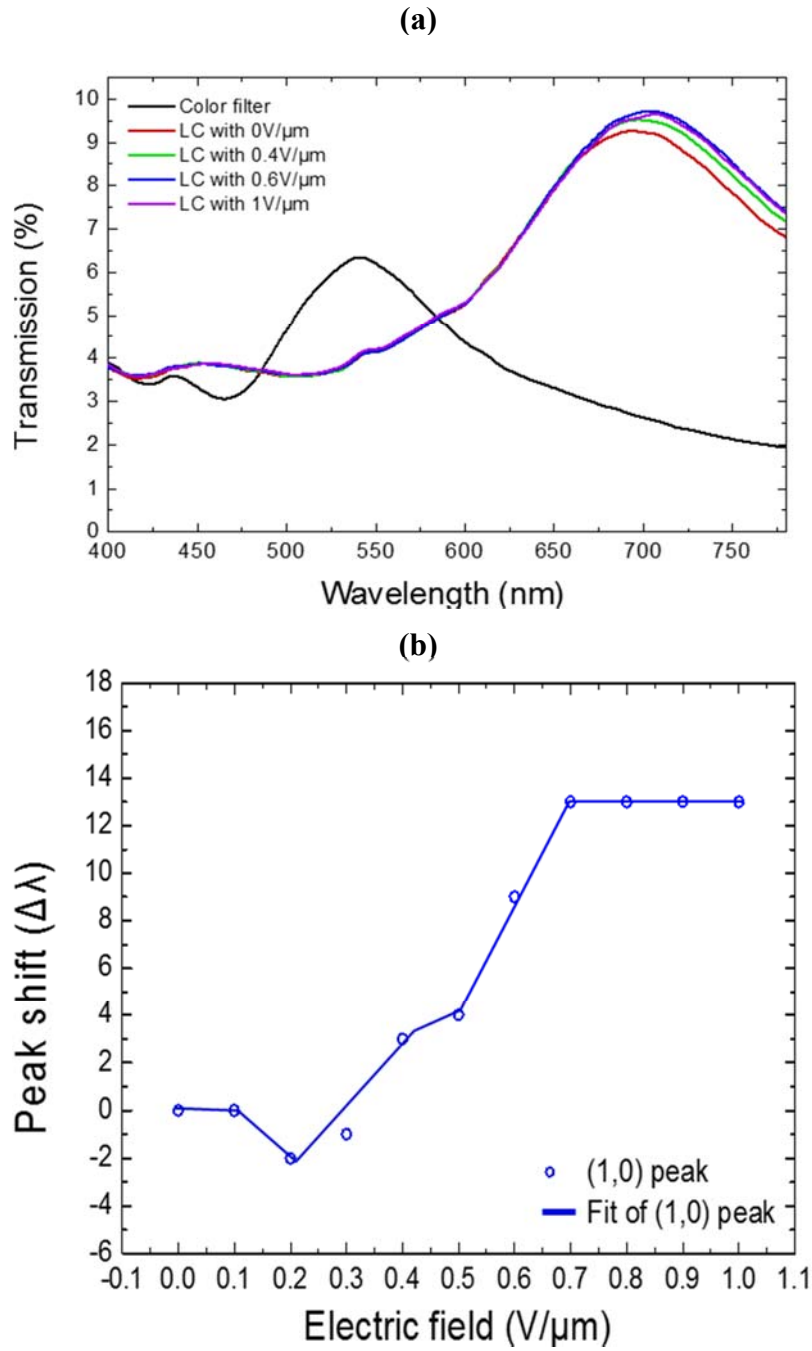 (a)
10
9
8
7
6
5
4
3
2
1
0
Transmission (%)
Color filter
LC with 0V/μm
LC with 0.4V/μm
LC with 0.6V/μm
LC with 1V/μm
400 450 500 550 600 650 700 750
Wavelength (nm)
(b)
18
16
14
12
10
8
6
4
2
0
-2
-4
-6
Peak shift (Δλ)
(1,0) peak
Fit of (1,0) peak
-0.1 0.0 0.1 0.2 0.3 0.4 0.5 0.6 0.7 0.8 0.9 1.0 1.1
Electric field (V/μm)